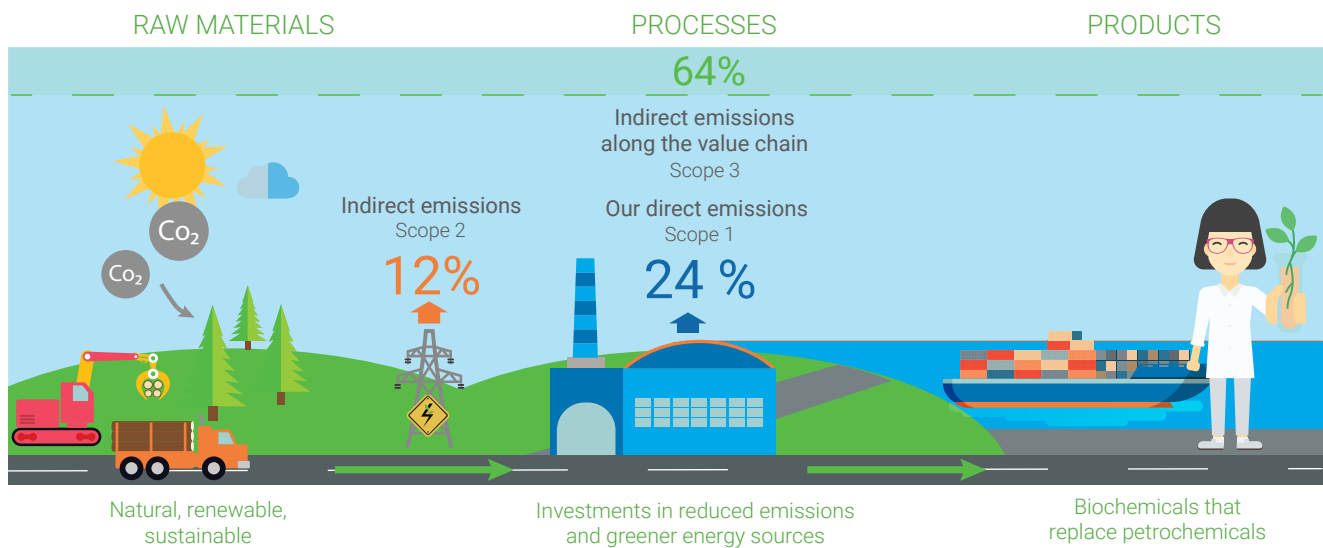 RAW MATERIALS
PROCESSES
PRODUCTS
64%
Indirect emissions
along the value chain
Scope 3
Indirect emissions
Scope 2
12%
Our direct emissions
Scope 1
24 %
Co₂
Co₂
Natural, renewable,
sustainable
Investments in reduced emissions
and greener energy sources
Biochemicals that
replace petrochemicals